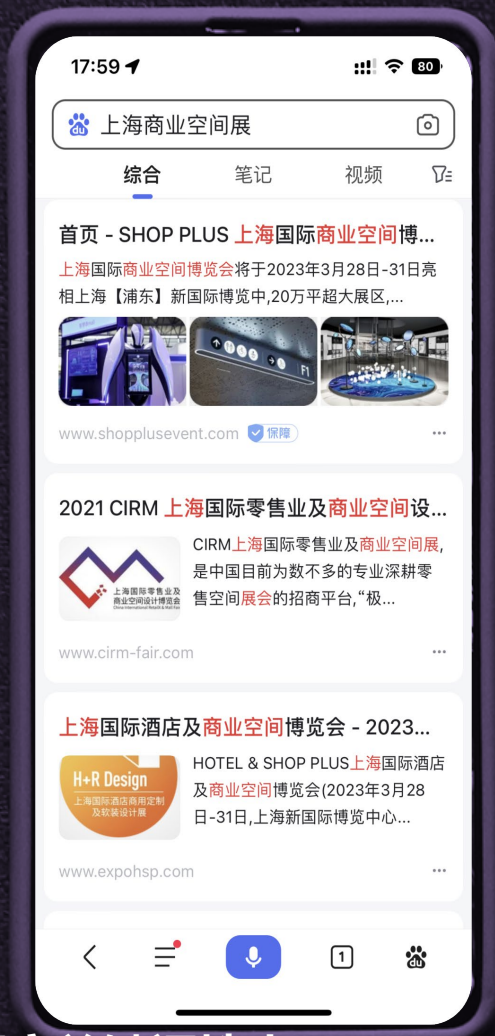 17:59
80
du
上海商业空间展
综合 笔记 视频
首页 - SHOP PLUS 上海国际商业空间博...
上海国际商业空间博览会将于2023年3月28日-31日亮
相上海【浦东】新国际博览中,20万平超大展区,...
F1
www.shopplusevent.com 保障
2021 CIRM 上海国际零售业及商业空间设...
上海国际零售业及
商业空间设计博览会
China International Retails & Mall Fair
CIRM上海国际零售业及商业空间展,
是中国目前为数不多的专业深耕零
售空间展会的招商平台,“极...
www.cirm-fair.com
上海国际酒店及商业空间博览会 - 2023...
H+R Design
上海国际酒店商用定制
及软装设计展
HOTEL & SHOP PLUS上海国际酒店
及商业空间博览会(2023年3月28
日-31日,上海新国际博览中心...
www.expohsp.com
1
du